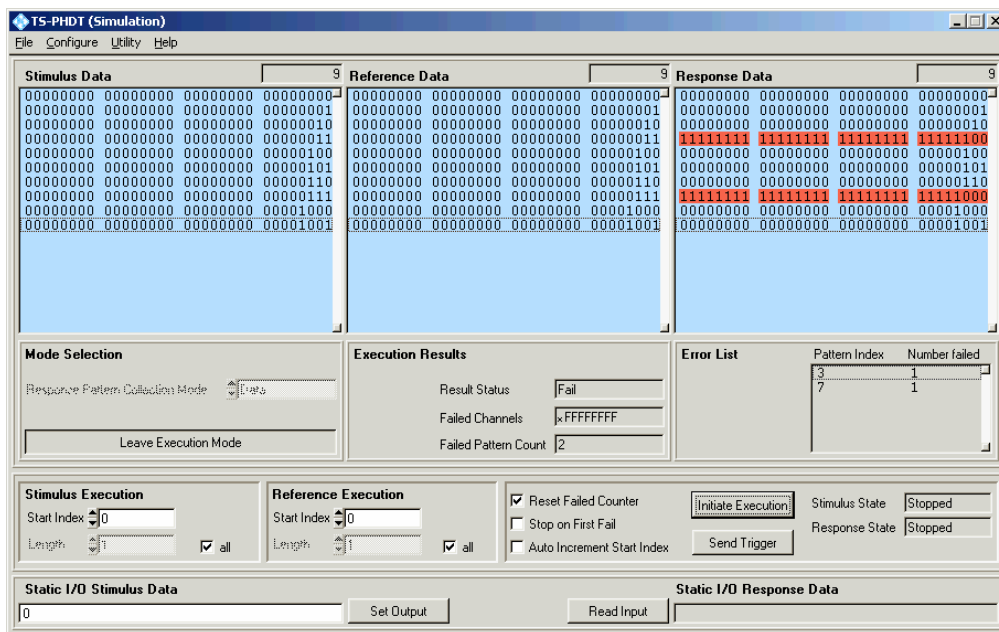 TS-PHDT (Simulation)
File Configure Utility Help
Stimulus Data 9 Reference Data 9 Response Data 9
00000000 00000000 00000000 00000000 00000000 00000000 00000000 00000000 00000000 00000000 00000000 00000000
00000000 00000000 00000000 00000001 00000000 00000000 00000000 00000001 00000000 00000000 00000000 00000001
00000000 00000000 00000000 00000010 00000000 00000000 00000000 00000010 00000000 00000000 00000000 00000010
00000000 00000000 00000000 00000011 00000000 00000000 00000000 00000011 11111111 11111111 11111111 11111100
00000000 00000000 00000000 00000100 00000000 00000000 00000000 00000100 00000000 00000000 00000000 00000100
00000000 00000000 00000000 00000101 00000000 00000000 00000000 00000101 00000000 00000000 00000000 00000101
00000000 00000000 00000000 00000110 00000000 00000000 00000000 00000110 00000000 00000000 00000000 00000110
00000000 00000000 00000000 00000111 00000000 00000000 00000000 00000111 11111111 11111111 11111111 11111000
00000000 00000000 00000000 00001000 00000000 00000000 00000000 00001000 00000000 00000000 00000000 00001000
00000000 00000000 00000000 00001001 00000000 00000000 00000000 00001001 00000000 00000000 00000000 00001001
Mode Selection
Response Pattern Collection Mode Data
Leave Execution Mode
Execution Results
Result Status Fail
Failed Channels xFFFFFFFF
Failed Pattern Count 2
Error List Pattern Index Number failed
3 1
7 1
Stimulus Execution
Start Index 0
Length 1 all
Reference Execution
Start Index 0
Length 1 all
Reset Failed Counter
Stop on First Fail
Auto Increment Start Index
Initiate Execution
Send Trigger
Stimulus State Stopped
Response State Stopped
Static I/O Stimulus Data
0 Set Output
Static I/O Response Data
Read Input